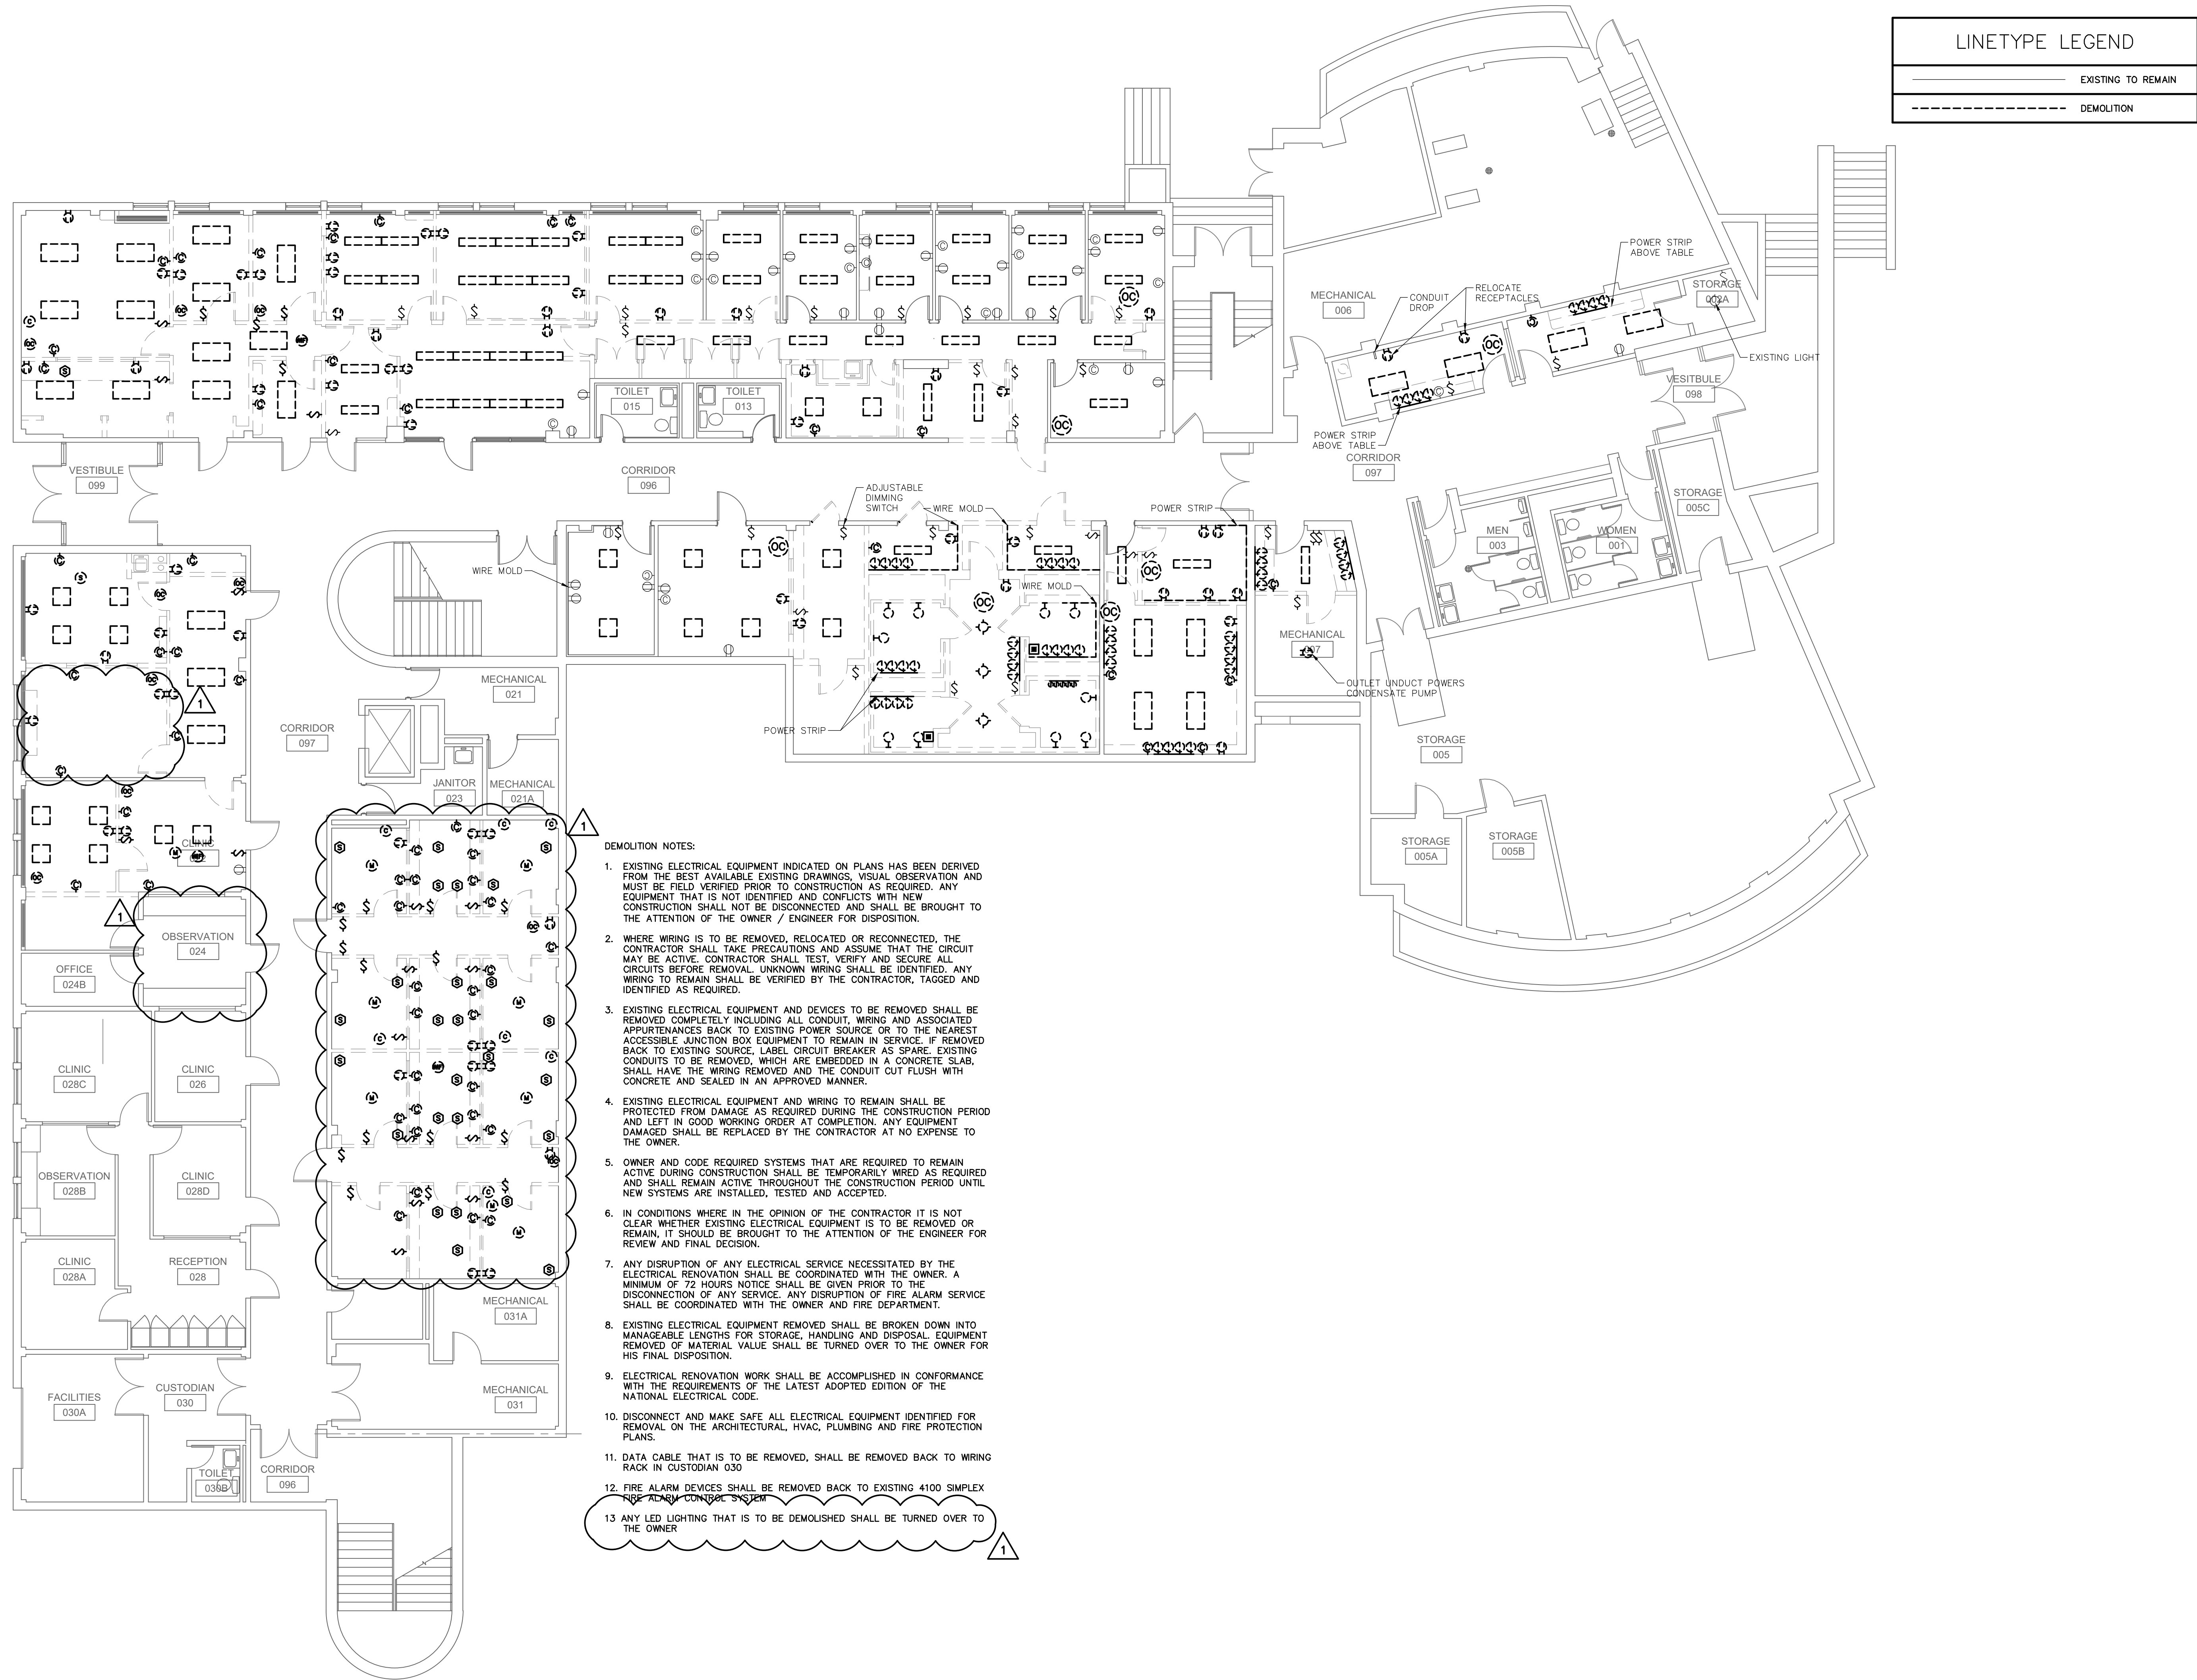 LINETYPE LEGEND
EXISTING TO REMAIN
DEMOLITION
POWER STRIP
ABOVE TABLE
MECHANICAL
006
CONDUIT
DROP
RELOCATE
RECEPTACLES
STORAGE
002A
EXISTING LIGHT
VESITBULE
098
POWER STRIP
ABOVE TABLE
CORRIDOR
097
TOILET
015
TOILET
013
VESTIBULE
099
CORRIDOR
096
ADJUSTABLE
DIMMING
SWITCH
WIRE MOLD
POWER STRIP
STORAGE
005C
MEN
003
WOMEN
001
WIRE MOLD
WIRE MOLD
MECHANICAL
007
OUTLET UNDUCT POWERS
CONDENSATE PUMP
MECHANICAL
021
POWER STRIP
CORRIDOR
097
STORAGE
005
JANITOR
023
MECHANICAL
021A
STORAGE
005A
STORAGE
005B
CLINIC
1
1
1
OBSERVATION
024
OFFICE
024B
CLINIC
028C
CLINIC
026
OBSERVATION
028B
CLINIC
028D
CLINIC
028A
RECEPTION
028
MECHANICAL
031A
FACILITIES
030A
CUSTODIAN
030
MECHANICAL
031
TOILET
030B
CORRIDOR
096
DEMOLITION NOTES:
1. EXISTING ELECTRICAL EQUIPMENT INDICATED ON PLANS HAS BEEN DERIVED
FROM THE BEST AVAILABLE EXISTING DRAWINGS, VISUAL OBSERVATION AND
MUST BE FIELD VERIFIED PRIOR TO CONSTRUCTION AS REQUIRED. ANY
EQUIPMENT THAT IS NOT IDENTIFIED AND CONFLICTS WITH NEW
CONSTRUCTION SHALL NOT BE DISCONNECTED AND SHALL BE BROUGHT TO
THE ATTENTION OF THE OWNER / ENGINEER FOR DISPOSITION.
2. WHERE WIRING IS TO BE REMOVED, RELOCATED OR RECONNECTED, THE
CONTRACTOR SHALL TAKE PRECAUTIONS AND ASSUME THAT THE CIRCUIT
MAY BE ACTIVE. CONTRACTOR SHALL TEST, VERIFY AND SECURE ALL
CIRCUITS BEFORE REMOVAL. UNKNOWN WIRING SHALL BE IDENTIFIED. ANY
WIRING TO REMAIN SHALL BE VERIFIED BY THE CONTRACTOR, TAGGED AND
IDENTIFIED AS REQUIRED.
3. EXISTING ELECTRICAL EQUIPMENT AND DEVICES TO BE REMOVED SHALL BE
REMOVED COMPLETELY INCLUDING ALL CONDUIT, WIRING AND ASSOCIATED
APPURTENANCES BACK TO EXISTING POWER SOURCE OR TO THE NEAREST
ACCESSIBLE JUNCTION BOX EQUIPMENT TO REMAIN IN SERVICE. IF REMOVED
BACK TO EXISTING SOURCE, LABEL CIRCUIT BREAKER AS SPARE. EXISTING
CONDUITS TO BE REMOVED, WHICH ARE EMBEDDED IN A CONCRETE SLAB,
SHALL HAVE THE WIRING REMOVED AND THE CONDUIT CUT FLUSH WITH
CONCRETE AND SEALED IN AN APPROVED MANNER.
4. EXISTING ELECTRICAL EQUIPMENT AND WIRING TO REMAIN SHALL BE
PROTECTED FROM DAMAGE AS REQUIRED DURING THE CONSTRUCTION PERIOD
AND LEFT IN GOOD WORKING ORDER AT COMPLETION. ANY EQUIPMENT
DAMAGED SHALL BE REPLACED BY THE CONTRACTOR AT NO EXPENSE TO
THE OWNER.
5. OWNER AND CODE REQUIRED SYSTEMS THAT ARE REQUIRED TO REMAIN
ACTIVE DURING CONSTRUCTION SHALL BE TEMPORARILY WIRED AS REQUIRED
AND SHALL REMAIN ACTIVE THROUGHOUT THE CONSTRUCTION PERIOD UNTIL
NEW SYSTEMS ARE INSTALLED, TESTED AND ACCEPTED.
6. IN CONDITIONS WHERE IN THE OPINION OF THE CONTRACTOR IT IS NOT
CLEAR WHETHER EXISTING ELECTRICAL EQUIPMENT IS TO BE REMOVED OR
REMAIN, IT SHOULD BE BROUGHT TO THE ATTENTION OF THE ENGINEER FOR
REVIEW AND FINAL DECISION.
7. ANY DISRUPTION OF ANY ELECTRICAL SERVICE NECESSITATED BY THE
ELECTRICAL RENOVATION SHALL BE COORDINATED WITH THE OWNER. A
MINIMUM OF 72 HOURS NOTICE SHALL BE GIVEN PRIOR TO THE
DISCONNECTION OF ANY SERVICE. ANY DISRUPTION OF FIRE ALARM SERVICE
SHALL BE COORDINATED WITH THE OWNER AND FIRE DEPARTMENT.
8. EXISTING ELECTRICAL EQUIPMENT REMOVED SHALL BE BROKEN DOWN INTO
MANAGEABLE LENGTHS FOR STORAGE, HANDLING AND DISPOSAL. EQUIPMENT
REMOVED OF MATERIAL VALUE SHALL BE TURNED OVER TO THE OWNER FOR
HIS FINAL DISPOSITION.
9. ELECTRICAL RENOVATION WORK SHALL BE ACCOMPLISHED IN CONFORMANCE
WITH THE REQUIREMENTS OF THE LATEST ADOPTED EDITION OF THE
NATIONAL ELECTRICAL CODE.
10. DISCONNECT AND MAKE SAFE ALL ELECTRICAL EQUIPMENT IDENTIFIED FOR
REMOVAL ON THE ARCHITECTURAL, HVAC, PLUMBING AND FIRE PROTECTION
PLANS.
11. DATA CABLE THAT IS TO BE REMOVED, SHALL BE REMOVED BACK TO WIRING
RACK IN CUSTODIAN 030
12. FIRE ALARM DEVICES SHALL BE REMOVED BACK TO EXISTING 4100 SIMPLEX
FIRE ALARM CONTROL SYSTEM
13 ANY LED LIGHTING THAT IS TO BE DEMOLISHED SHALL BE TURNED OVER TO
THE OWNER
1